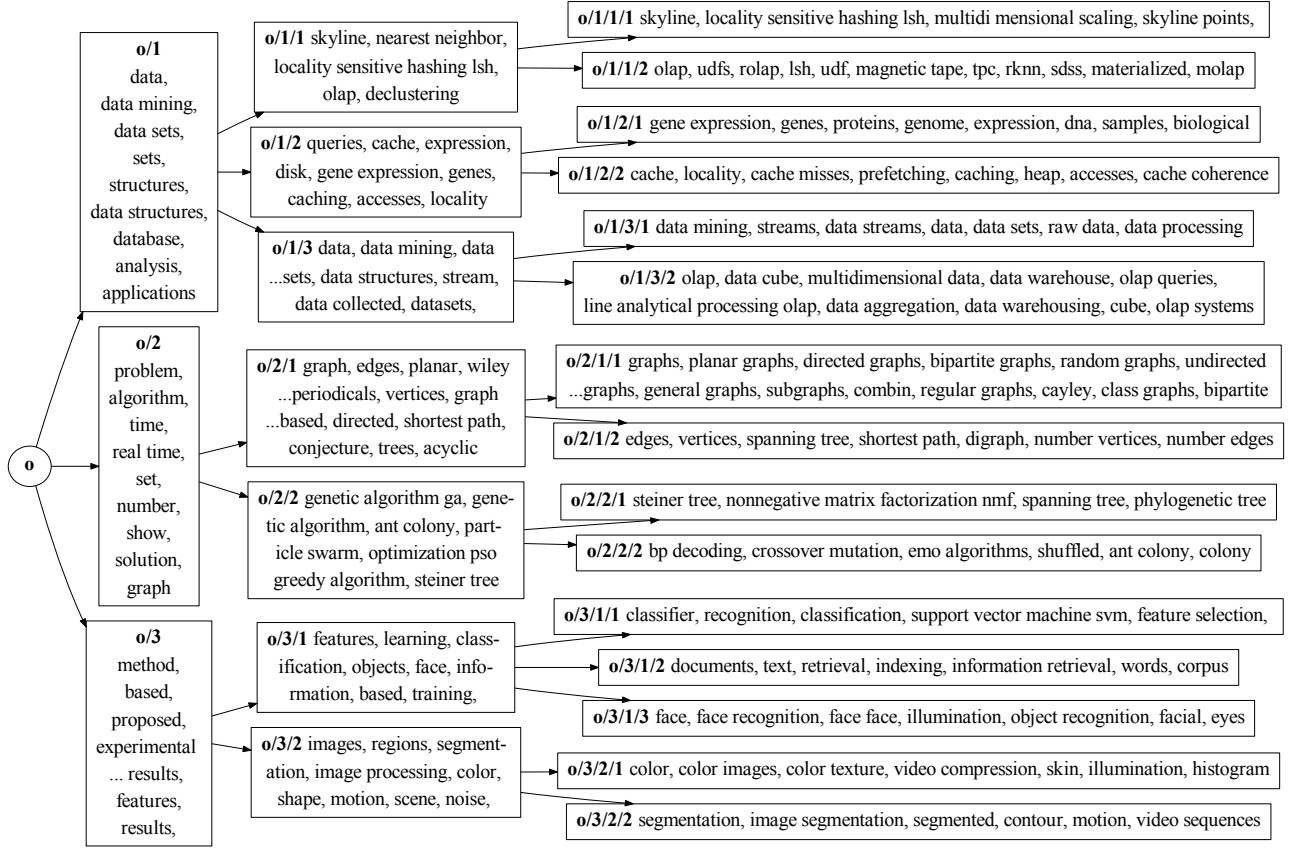 o
o/1
data,
data mining,
data sets,
sets,
structures,
data structures,
database,
analysis,
applications
o/2
problem,
algorithm,
time,
real time,
set,
number,
show,
solution,
graph
o/3
method,
based,
proposed,
experimental
... results,
features,
results,
o/1/1 skyline, nearest neighbor,
locality sensitive hashing lsh,
olap, declustering
o/1/2 queries, cache, expression,
disk, gene expression, genes,
caching, accesses, locality
o/1/3 data, data mining, data
...sets, data structures, stream,
data collected, datasets,
o/2/1 graph, edges, planar, wiley
...periodicals, vertices, graph
...based, directed, shortest path,
conjecture, trees, acyclic
o/2/2 genetic algorithm ga, gene-
tic algorithm, ant colony, part-
icle swarm, optimization pso
greedy algorithm, steiner tree
o/3/1 features, learning, class-
ification, objects, face, info-
rmation, based, training,
o/3/2 images, regions, segment-
ation, image processing, color,
shape, motion, scene, noise,
o/1/1/1 skyline, locality sensitive hashing lsh, multidi mensional scaling, skyline points,
o/1/1/2 olap, udfs, rolap, lsh, udf, magnetic tape, tpc, rknn, sdss, materialized, molap
o/1/2/1 gene expression, genes, proteins, genome, expression, dna, samples, biological
o/1/2/2 cache, locality, cache misses, prefetching, caching, heap, accesses, cache coherence
o/1/3/1 data mining, streams, data streams, data, data sets, raw data, data processing
o/1/3/2 olap, data cube, multidimensional data, data warehouse, olap queries,
line analytical processing olap, data aggregation, data warehousing, cube, olap systems
o/2/1/1 graphs, planar graphs, directed graphs, bipartite graphs, random graphs, undirected
...graphs, general graphs, subgraphs, combin, regular graphs, cayley, class graphs, bipartite
o/2/1/2 edges, vertices, spanning tree, shortest path, digraph, number vertices, number edges
o/2/2/1 steiner tree, nonnegative matrix factorization nmf, spanning tree, phylogenetic tree
o/2/2/2 bp decoding, crossover mutation, emo algorithms, shuffled, ant colony, colony
o/3/1/1 classifier, recognition, classification, support vector machine svm, feature selection,
o/3/1/2 documents, text, retrieval, indexing, information retrieval, words, corpus
o/3/1/3 face, face recognition, face face, illumination, object recognition, facial, eyes
o/3/2/1 color, color images, color texture, video compression, skin, illumination, histogram
o/3/2/2 segmentation, image segmentation, segmented, contour, motion, video sequences